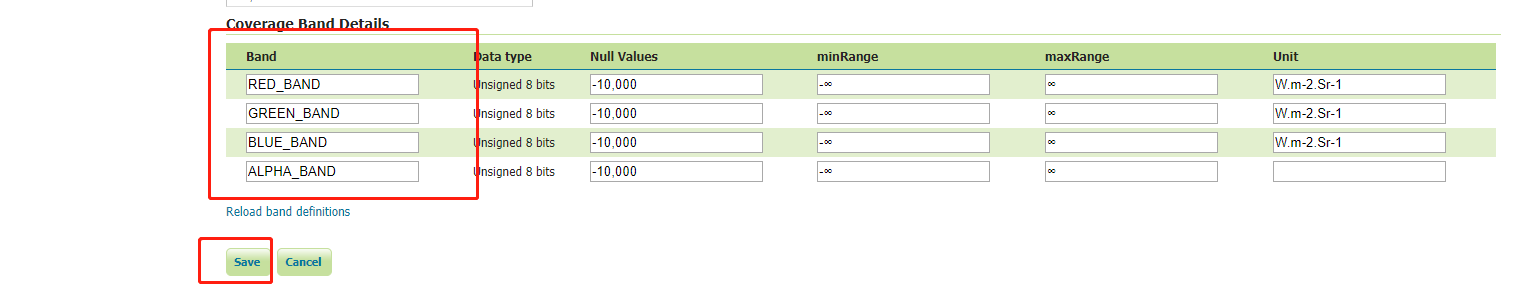 Coverage Band Details
Band Data type Null Values minRange maxRange Unit
RED_BAND Unsigned 8 bits -10,000 -∞ ∞ W.m-2.Sr-1
GREEN_BAND Unsigned 8 bits -10,000 -∞ ∞ W.m-2.Sr-1
BLUE_BAND Unsigned 8 bits -10,000 -∞ ∞ W.m-2.Sr-1
ALPHA_BAND Unsigned 8 bits -10,000 -∞ ∞
Reload band definitions
Save Cancel